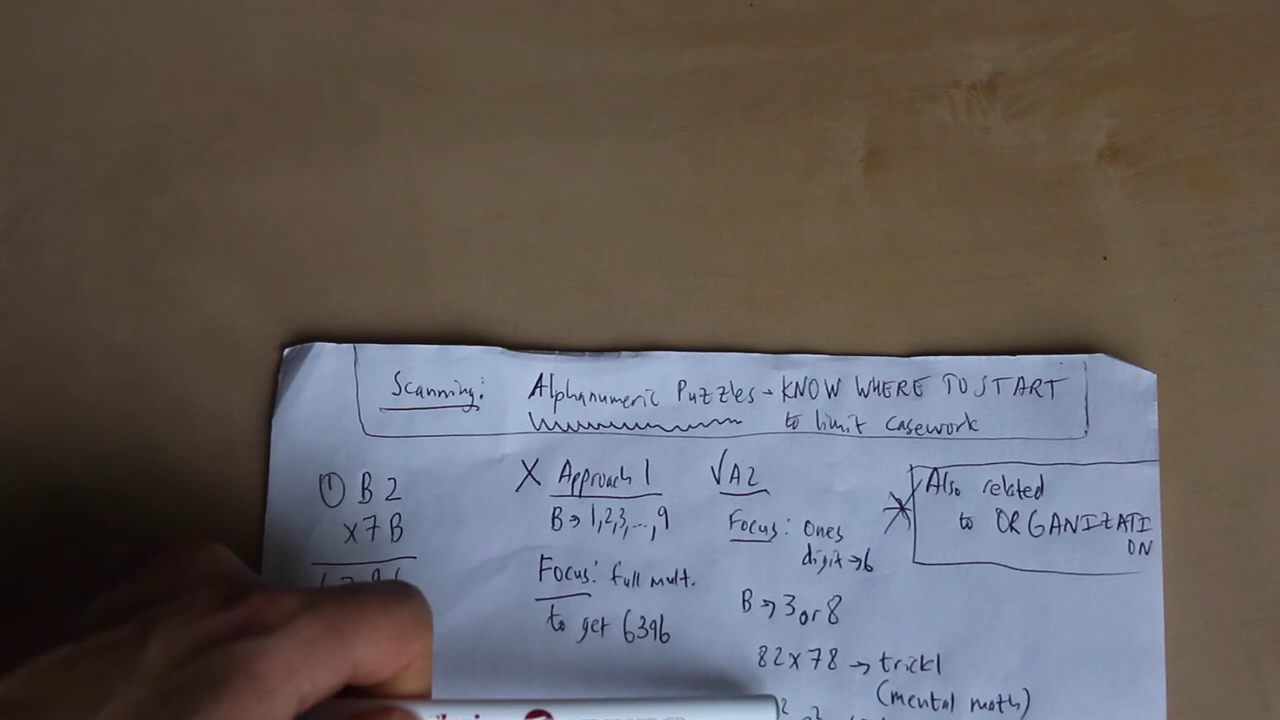 Scanning: Alphanumeric Puzzles - KNOW WHERE TO START
to limit casework
① B2
x7B
X Approach 1
B → 1,2,3,...,9
Focus: full mult.
to get 6396
√A2
Focus: Ones
digit → 6
B → 3 or 8
82 x 78 → trick!
(mental math)
Also related
to ORGANIZATI
ON